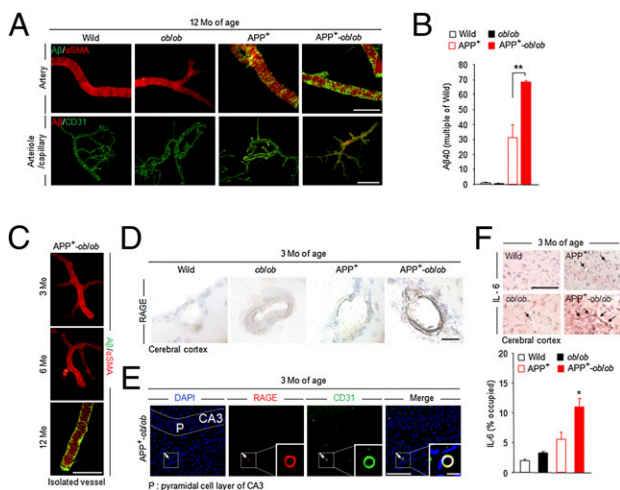 A
12 Mo of age
Wild
ob/ob
APP⁺
APP⁺-ob/ob
Artery
Aβ/αSMA
Arteriole/capillary
Aβ/CD31
B
Wild
ob/ob
APP⁺
APP⁺-ob/ob
Aβ40 (multiple of Wild)
80
70
60
50
40
30
20
10
0
**
C
APP⁺-ob/ob
3 Mo
6 Mo
12 Mo
Aβ/αSMA
Isolated vessel
D
3 Mo of age
Wild
ob/ob
APP⁺
APP⁺-ob/ob
RAGE
Cerebral cortex
E
3 Mo of age
DAPI
RAGE
CD31
Merge
APP⁺-ob/ob
CA3
P
P : pyramidal cell layer of CA3
F
3 Mo of age
IL-6
Wild
APP⁺
ob/ob
APP⁺-ob/ob
Cerebral cortex
Wild
ob/ob
APP⁺
APP⁺-ob/ob
IL-6 (% occupied)
15
10
5
0
*